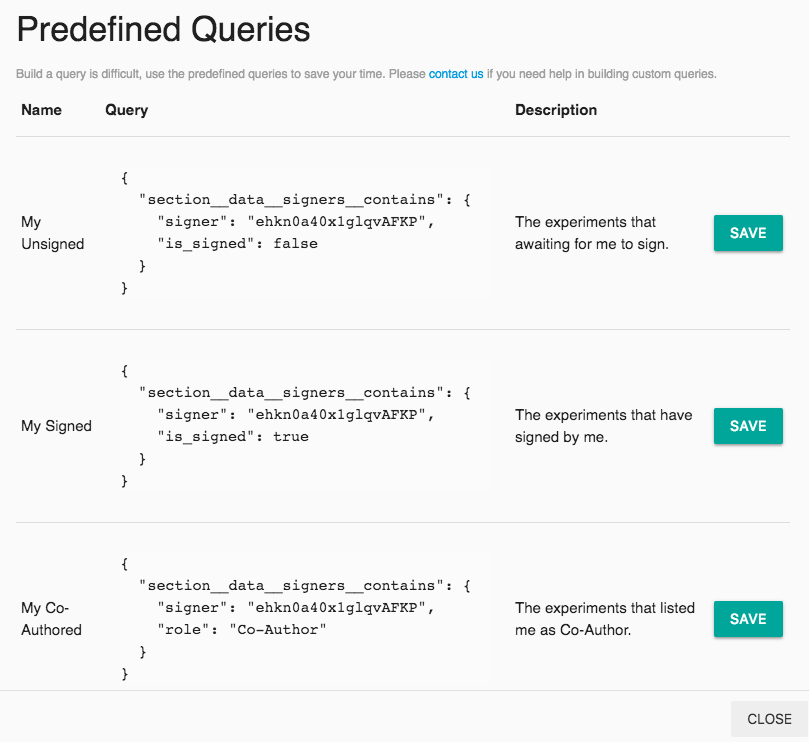 Predefined Queries
Build a query is difficult, use the predefined queries to save your time. Please contact us if you need help in building custom queries.
Name Query Description
My Unsigned
{
  "section__data__signers__contains": {
    "signer": "ehkn0a40x1glqvAFKP",
    "is_signed": false
  }
}
The experiments that
awaiting for me to sign.
SAVE
My Signed
{
  "section__data__signers__contains": {
    "signer": "ehkn0a40x1glqvAFKP",
    "is_signed": true
  }
}
The experiments that have
signed by me.
SAVE
My Co-
Authored
{
  "section__data__signers__contains": {
    "signer": "ehkn0a40x1glqvAFKP",
    "role": "Co-Author"
  }
}
The experiments that listed
me as Co-Author.
SAVE
CLOSE